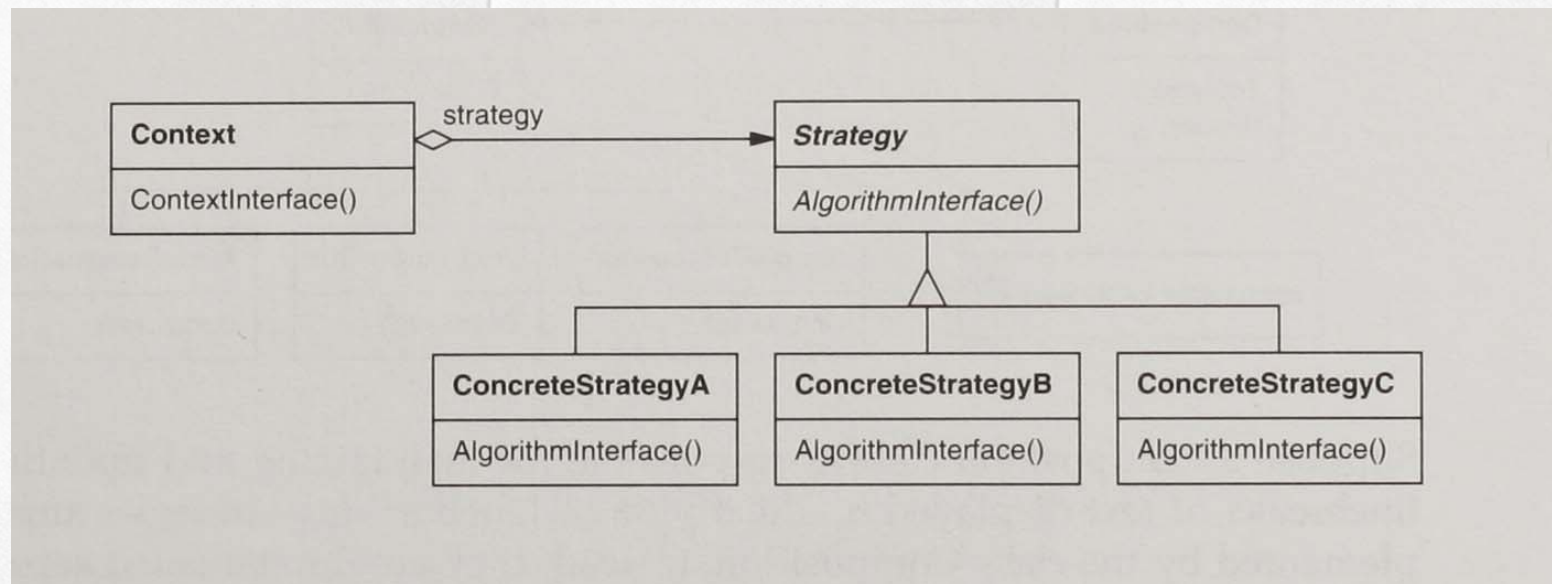 strategy
Context
Strategy
ContextInterface()
AlgorithmInterface()
ConcreteStrategyA
ConcreteStrategyB
ConcreteStrategyC
AlgorithmInterface()
AlgorithmInterface()
AlgorithmInterface()